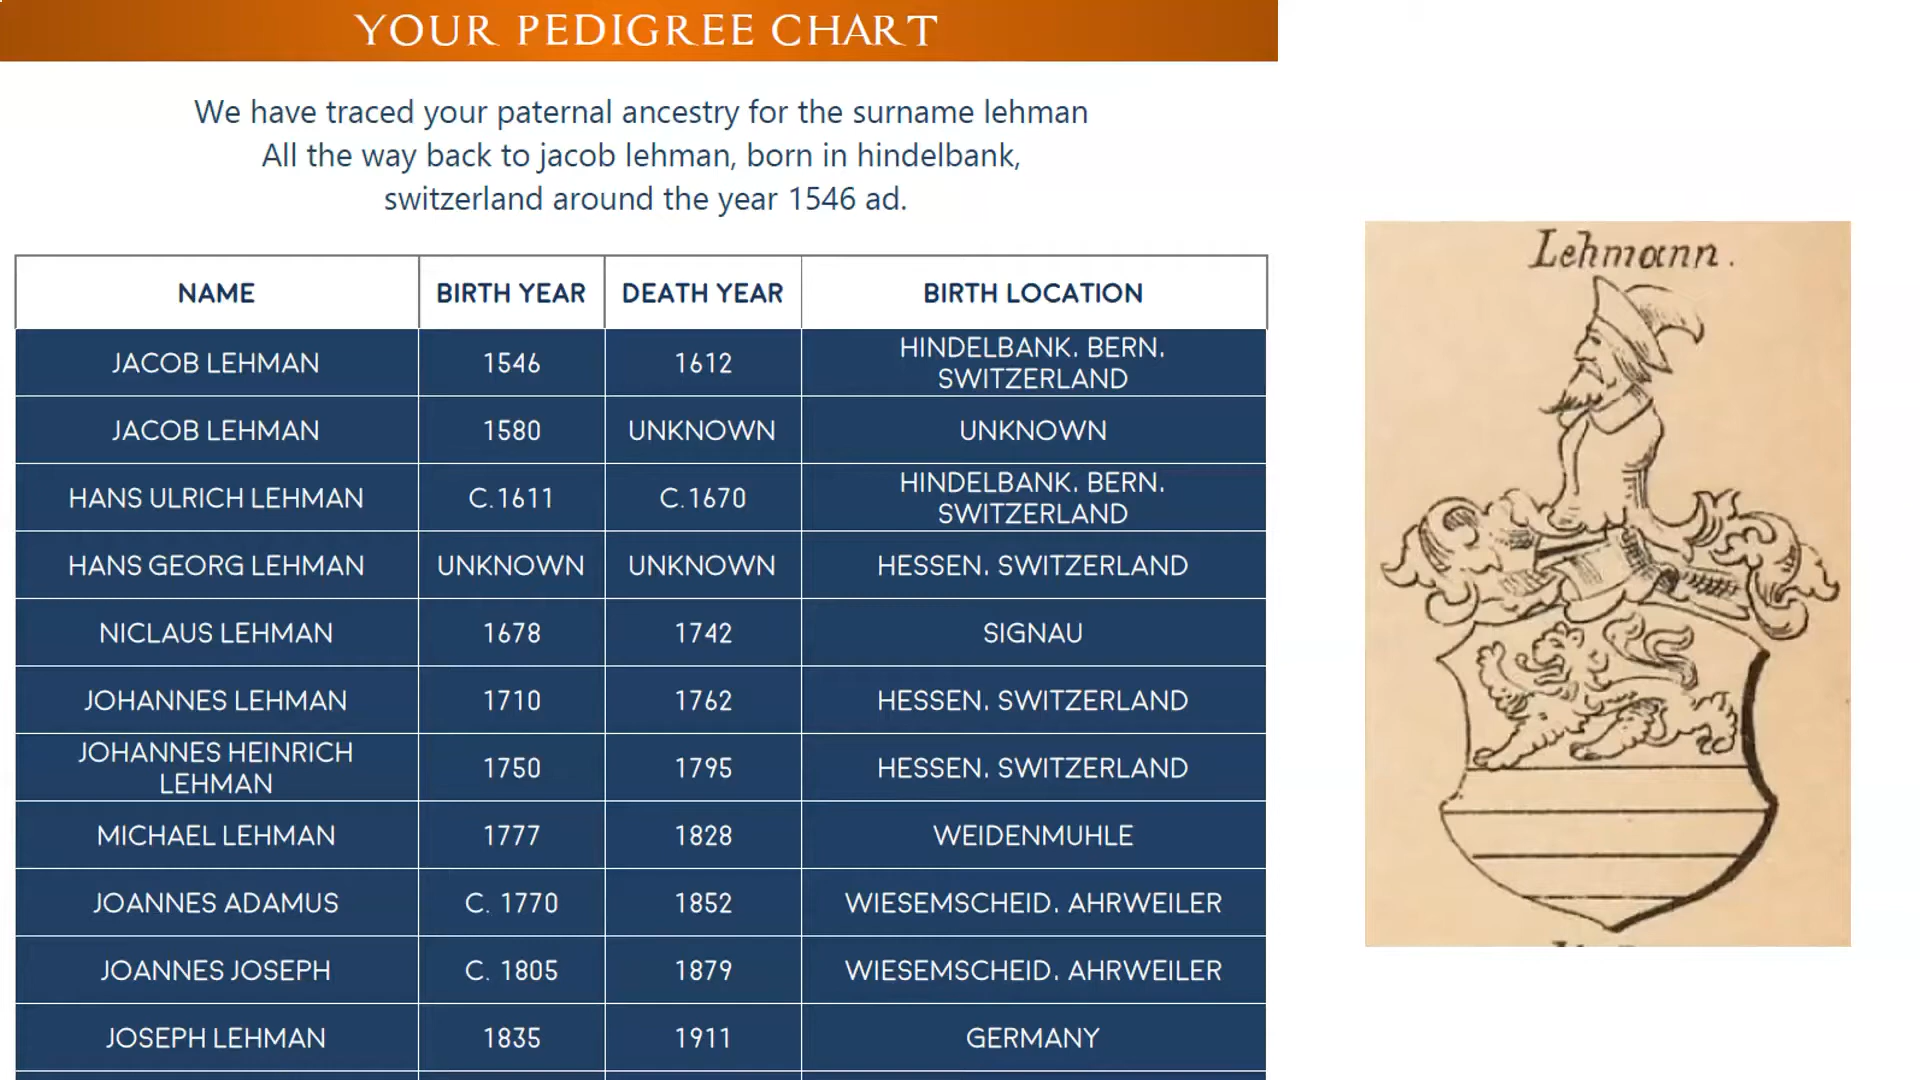 YOUR PEDIGREE CHART
We have traced your paternal ancestry for the surname lehman
All the way back to jacob lehman, born in hindelbank,
switzerland around the year 1546 ad.
NAME BIRTH YEAR DEATH YEAR BIRTH LOCATION
JACOB LEHMAN 1546 1612 HINDELBANK. BERN.
SWITZERLAND
JACOB LEHMAN 1580 UNKNOWN UNKNOWN
HANS ULRICH LEHMAN C.1611 C.1670 HINDELBANK. BERN.
SWITZERLAND
HANS GEORG LEHMAN UNKNOWN UNKNOWN HESSEN. SWITZERLAND
NICLAUS LEHMAN 1678 1742 SIGNAU
JOHANNES LEHMAN 1710 1762 HESSEN. SWITZERLAND
JOHANNES HEINRICH
LEHMAN 1750 1795 HESSEN. SWITZERLAND
MICHAEL LEHMAN 1777 1828 WEIDENMUHLE
JOANNES ADAMUS C. 1770 1852 WIESEMSCHEID. AHRWEILER
JOANNES JOSEPH C. 1805 1879 WIESEMSCHEID. AHRWEILER
JOSEPH LEHMAN 1835 1911 GERMANY
Lehmann.